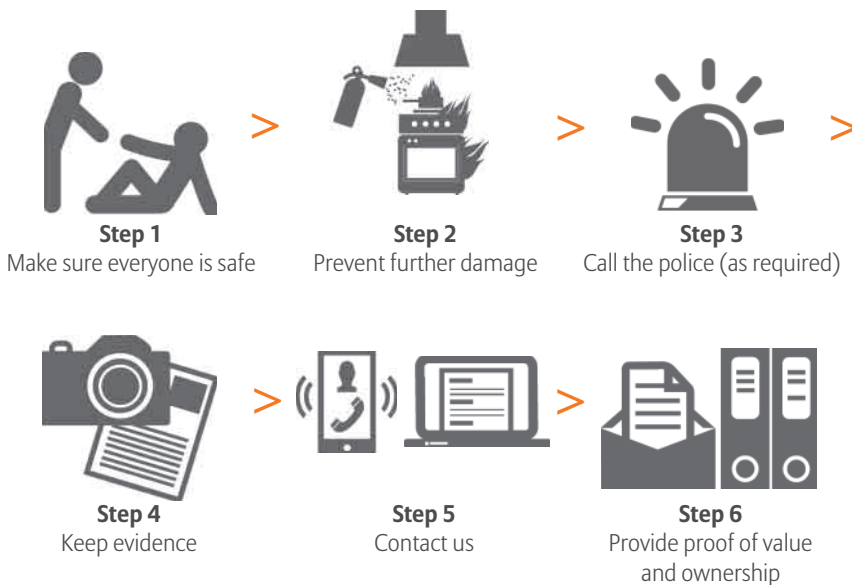 Step 1
Make sure everyone is safe
Step 2
Prevent further damage
Step 3
Call the police (as required)
Step 4
Keep evidence
Step 5
Contact us
Step 6
Provide proof of value
and ownership